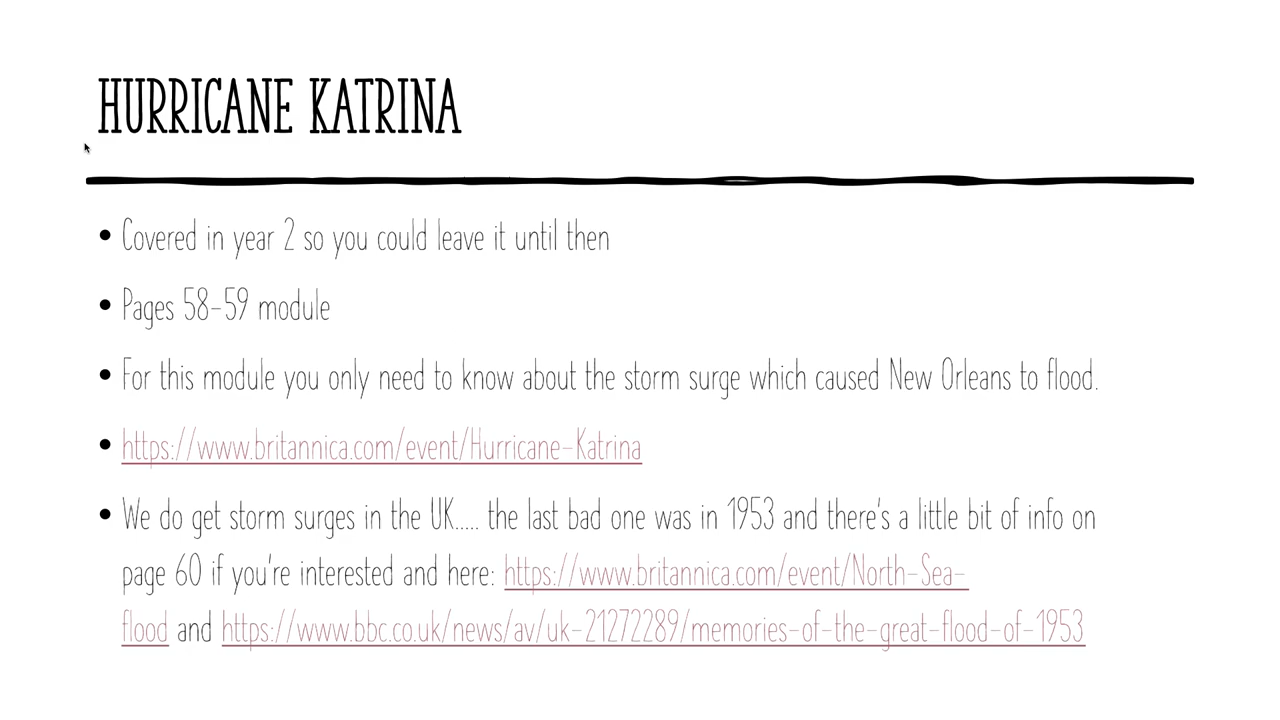 HURRICANE KATRINA
• Covered in year 2 so you could leave it until then
• Pages 58-59 module
• For this module you only need to know about the storm surge which caused New Orleans to flood.
• https://www.britannica.com/event/Hurricane-Katrina
• We do get storm surges in the UK..... the last bad one was in 1953 and there's a little bit of info on
page 60 if you're interested and here: https://www.britannica.com/event/North-Sea-
flood and https://www.bbc.co.uk/news/av/uk-21272289/memories-of-the-great-flood-of-1953